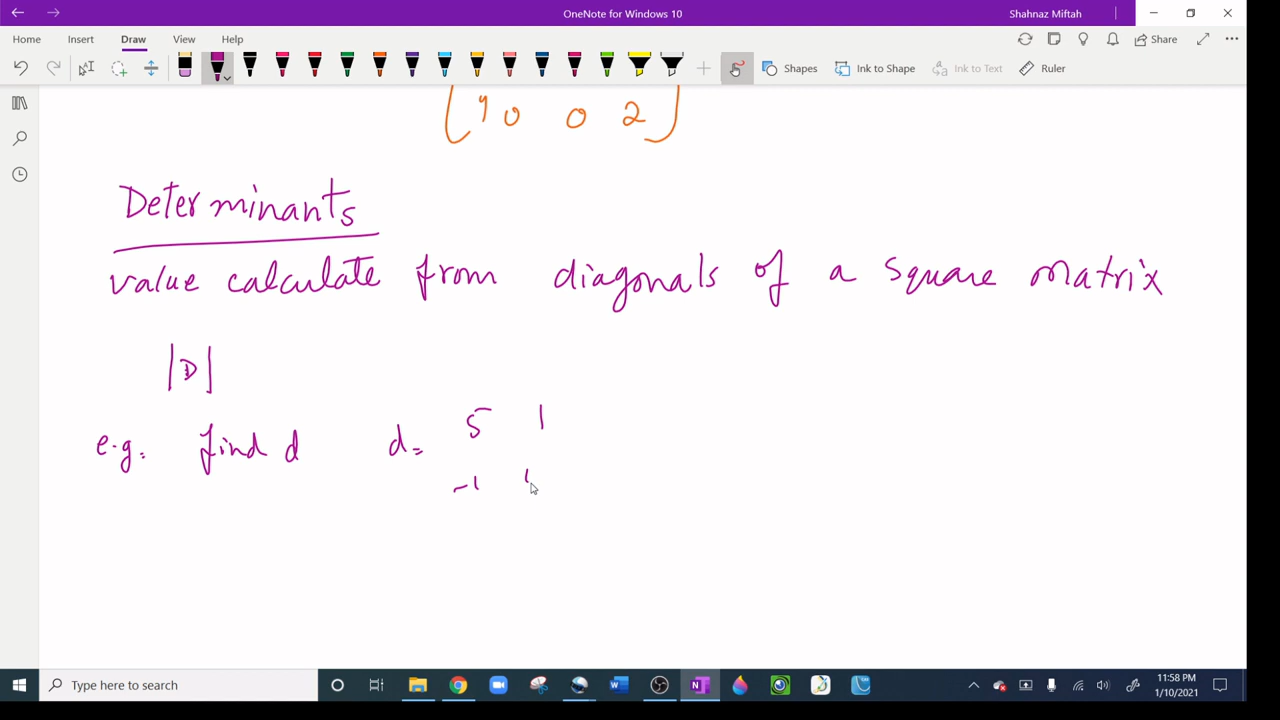 OneNote for Windows 10
Shahnaz Miftah
Home Insert Draw View Help
Share
Shapes
Ink to Shape
Ink to Text
Ruler
0 0 2
Determinants
value calculate from diagonals of a square matrix
|D|
e.g. find d d= 5 1
-1
Type here to search
11:58 PM
1/10/2021